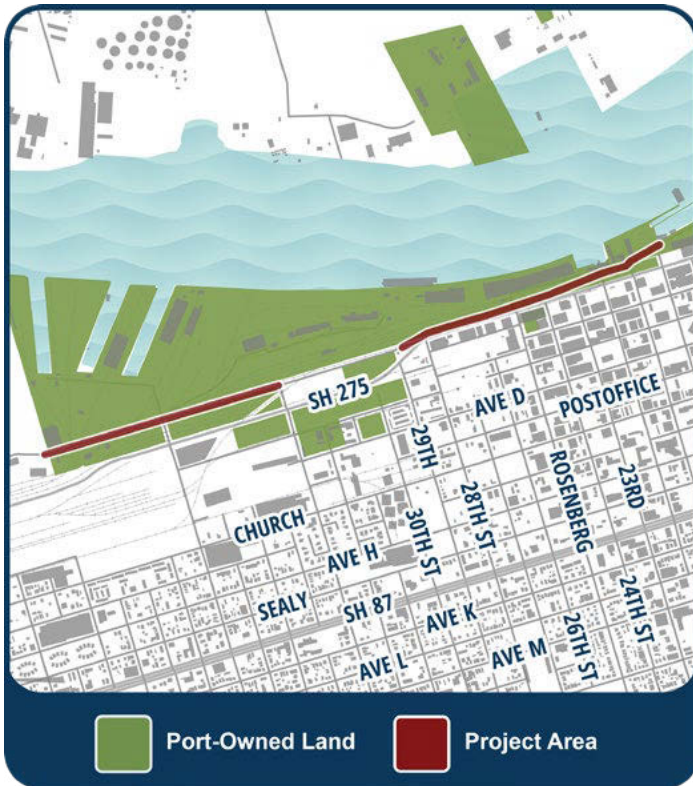 SH 275
AVE D
POSTOFFICE
29TH
ROSENBERG
23RD
28TH ST
CHURCH
30TH ST
AVE H
SEALY
SH 87
24TH ST
AVE K
26TH ST
AVE L
AVE M
Port-Owned Land
Project Area